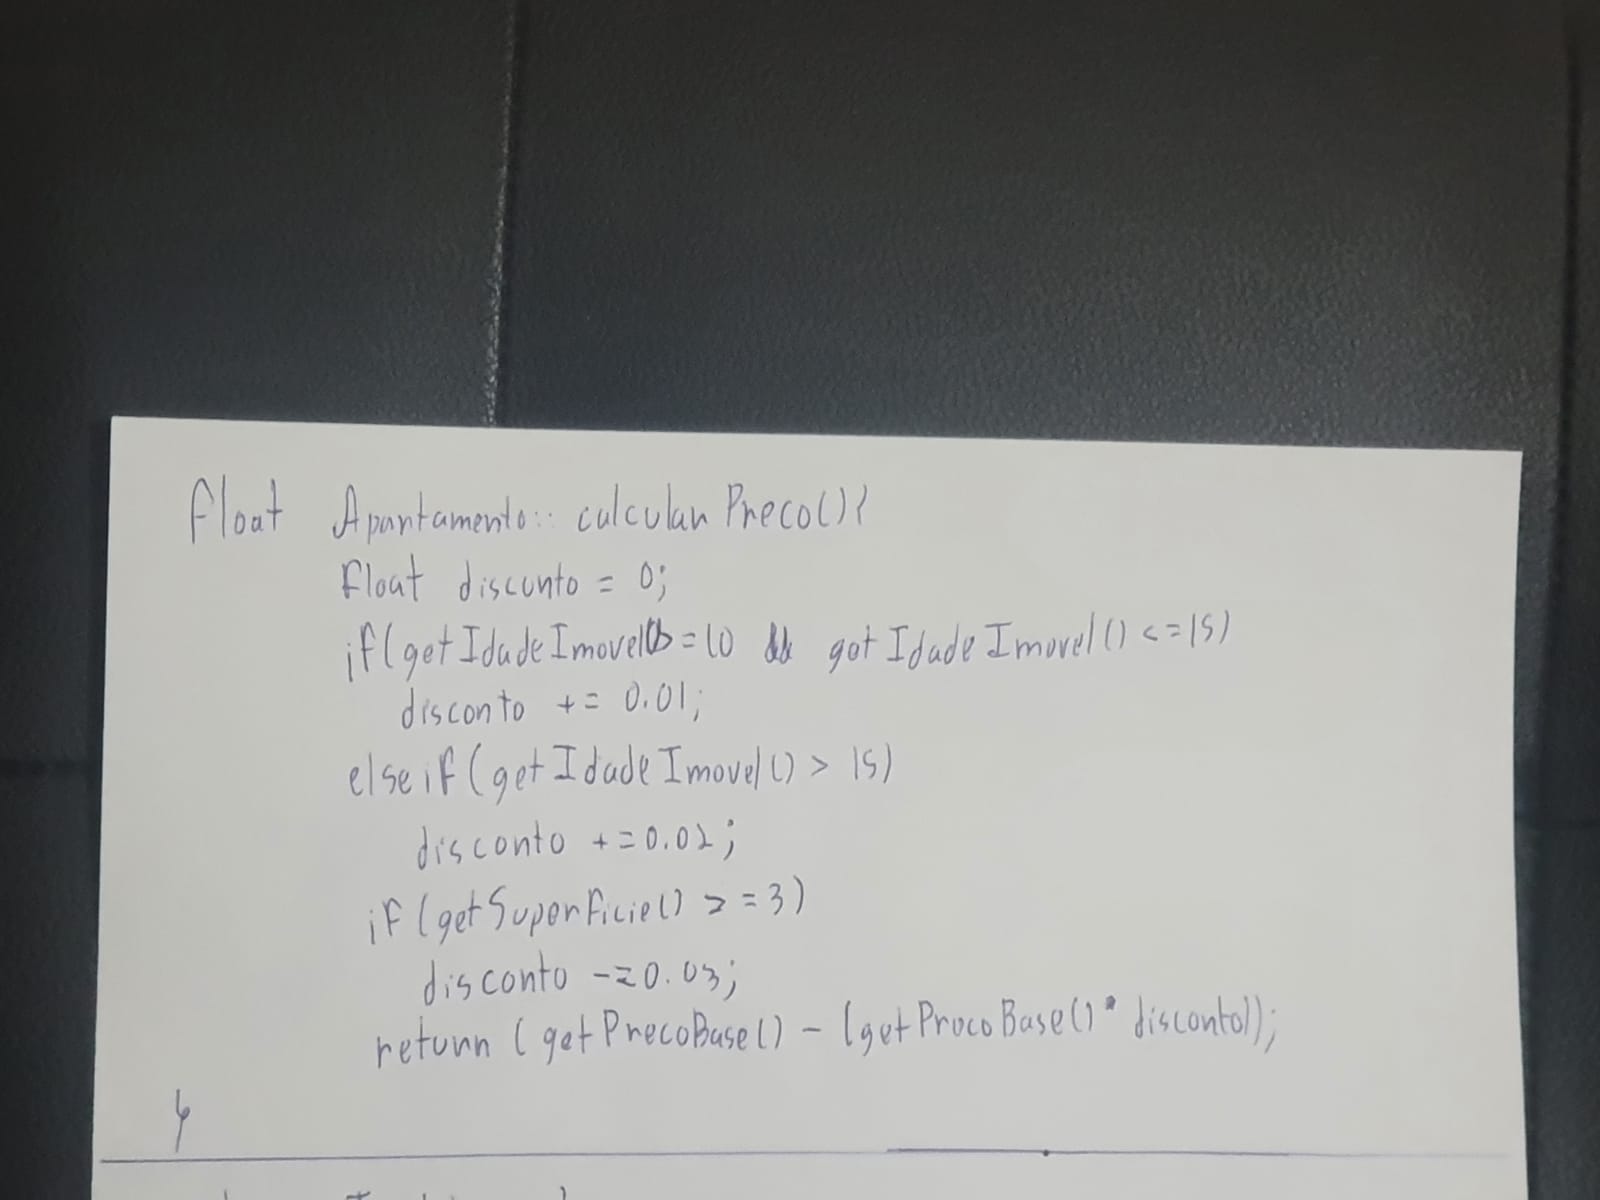 float Apartamento:: calcularPreco(){
float disconto = 0;
if(getIdadeImovel()>=10 && getIdadeImovel() <=15)
disconto += 0.01;
else if(getIdadeImovel() > 15)
disconto +=0.02;
if(getSuperficie() >=3)
disconto -=0.03;
return (getPrecoBase() - (getPrecoBase() * disconto));
}